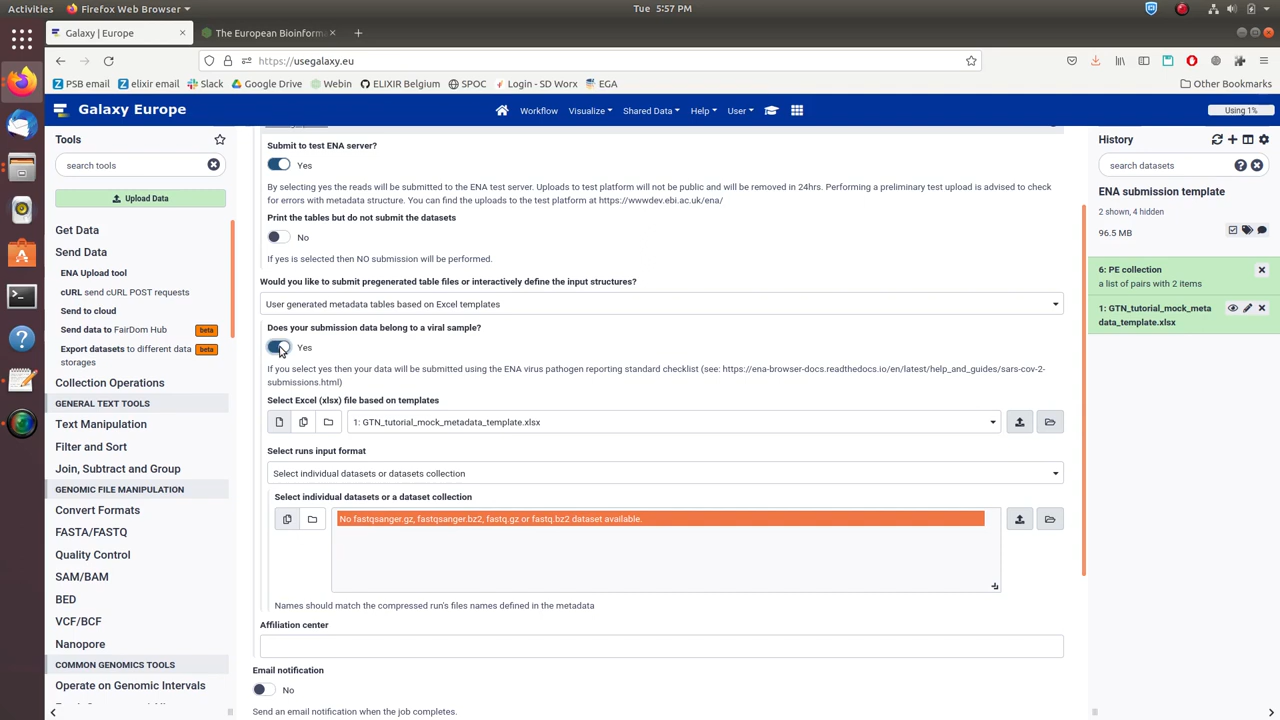 Activities
Firefox Web Browser
Tue 5:57 PM
Galaxy | Europe
The European Bioinform
https://usegalaxy.eu
PSB email
elixir email
Slack
Google Drive
Webin
ELIXIR Belgium
SPOC
Login - SD Worx
EGA
Other Bookmarks
Galaxy Europe
Workflow
Visualize
Shared Data
Help
User
Using 1%
Tools
search tools
Upload Data
Get Data
Send Data
ENA Upload tool
cURL send cURL POST requests
Send to cloud
Send data to FairDom Hub beta
Export datasets to different data beta
storages
Collection Operations
GENERAL TEXT TOOLS
Text Manipulation
Filter and Sort
Join, Subtract and Group
GENOMIC FILE MANIPULATION
Convert Formats
FASTA/FASTQ
Quality Control
SAM/BAM
BED
VCF/BCF
Nanopore
COMMON GENOMICS TOOLS
Operate on Genomic Intervals
Submit to test ENA server?
Yes
By selecting yes the reads will be submitted to the ENA test server. Uploads to test platform will not be public and will be removed in 24hrs. Performing a preliminary test upload is advised to check
for errors with metadata structure. You can find the uploads to the test platform at https://wwwdev.ebi.ac.uk/ena/
Print the tables but do not submit the datasets
No
If yes is selected then NO submission will be performed.
Would you like to submit pregenerated table files or interactively define the input structures?
User generated metadata tables based on Excel templates
Does your submission data belong to a viral sample?
Yes
If you select yes then your data will be submitted using the ENA virus pathogen reporting standard checklist (see: https://ena-browser-docs.readthedocs.io/en/latest/help_and_guides/sars-cov-2-
submissions.html)
Select Excel (xlsx) file based on templates
1: GTN_tutorial_mock_metadata_template.xlsx
Select runs input format
Select individual datasets or datasets collection
Select individual datasets or a dataset collection
No fastqsanger.gz, fastqsanger.bz2, fastq.gz or fastq.bz2 dataset available.
Names should match the compressed run's files names defined in the metadata
Affiliation center
Email notification
No
Send an email notification when the job completes.
History
search datasets
ENA submission template
2 shown, 4 hidden
96.5 MB
6: PE collection
a list of pairs with 2 items
1: GTN_tutorial_mock_meta
data_template.xlsx